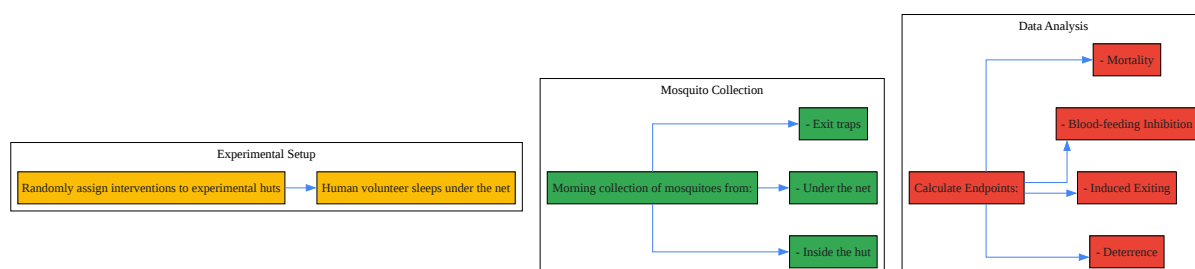 Experimental Setup
Randomly assign interventions to experimental huts
Human volunteer sleeps under the net
Mosquito Collection
Morning collection of mosquitoes from:
- Exit traps
- Under the net
- Inside the hut
Data Analysis
Calculate Endpoints:
- Mortality
- Blood-feeding Inhibition
- Induced Exiting
- Deterrence